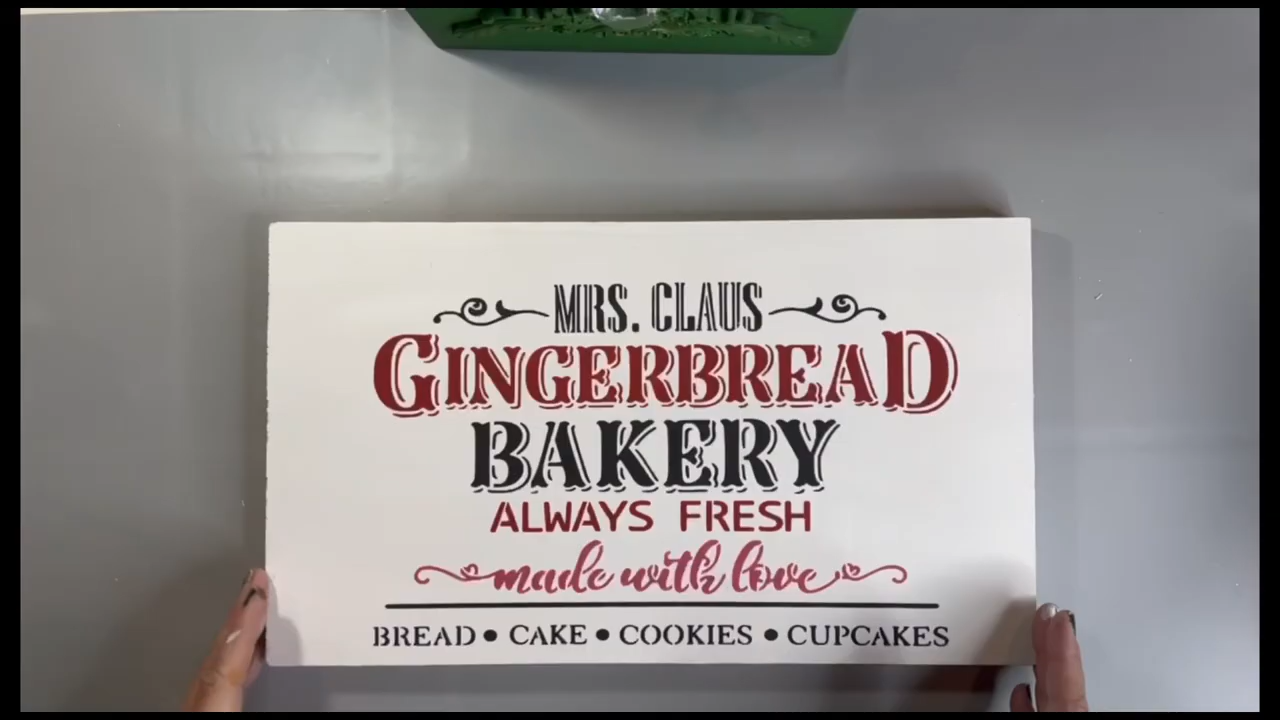 MRS. CLAUS
GINGERBREAD
BAKERY
ALWAYS FRESH
made with love
BREAD • CAKE • COOKIES • CUPCAKES